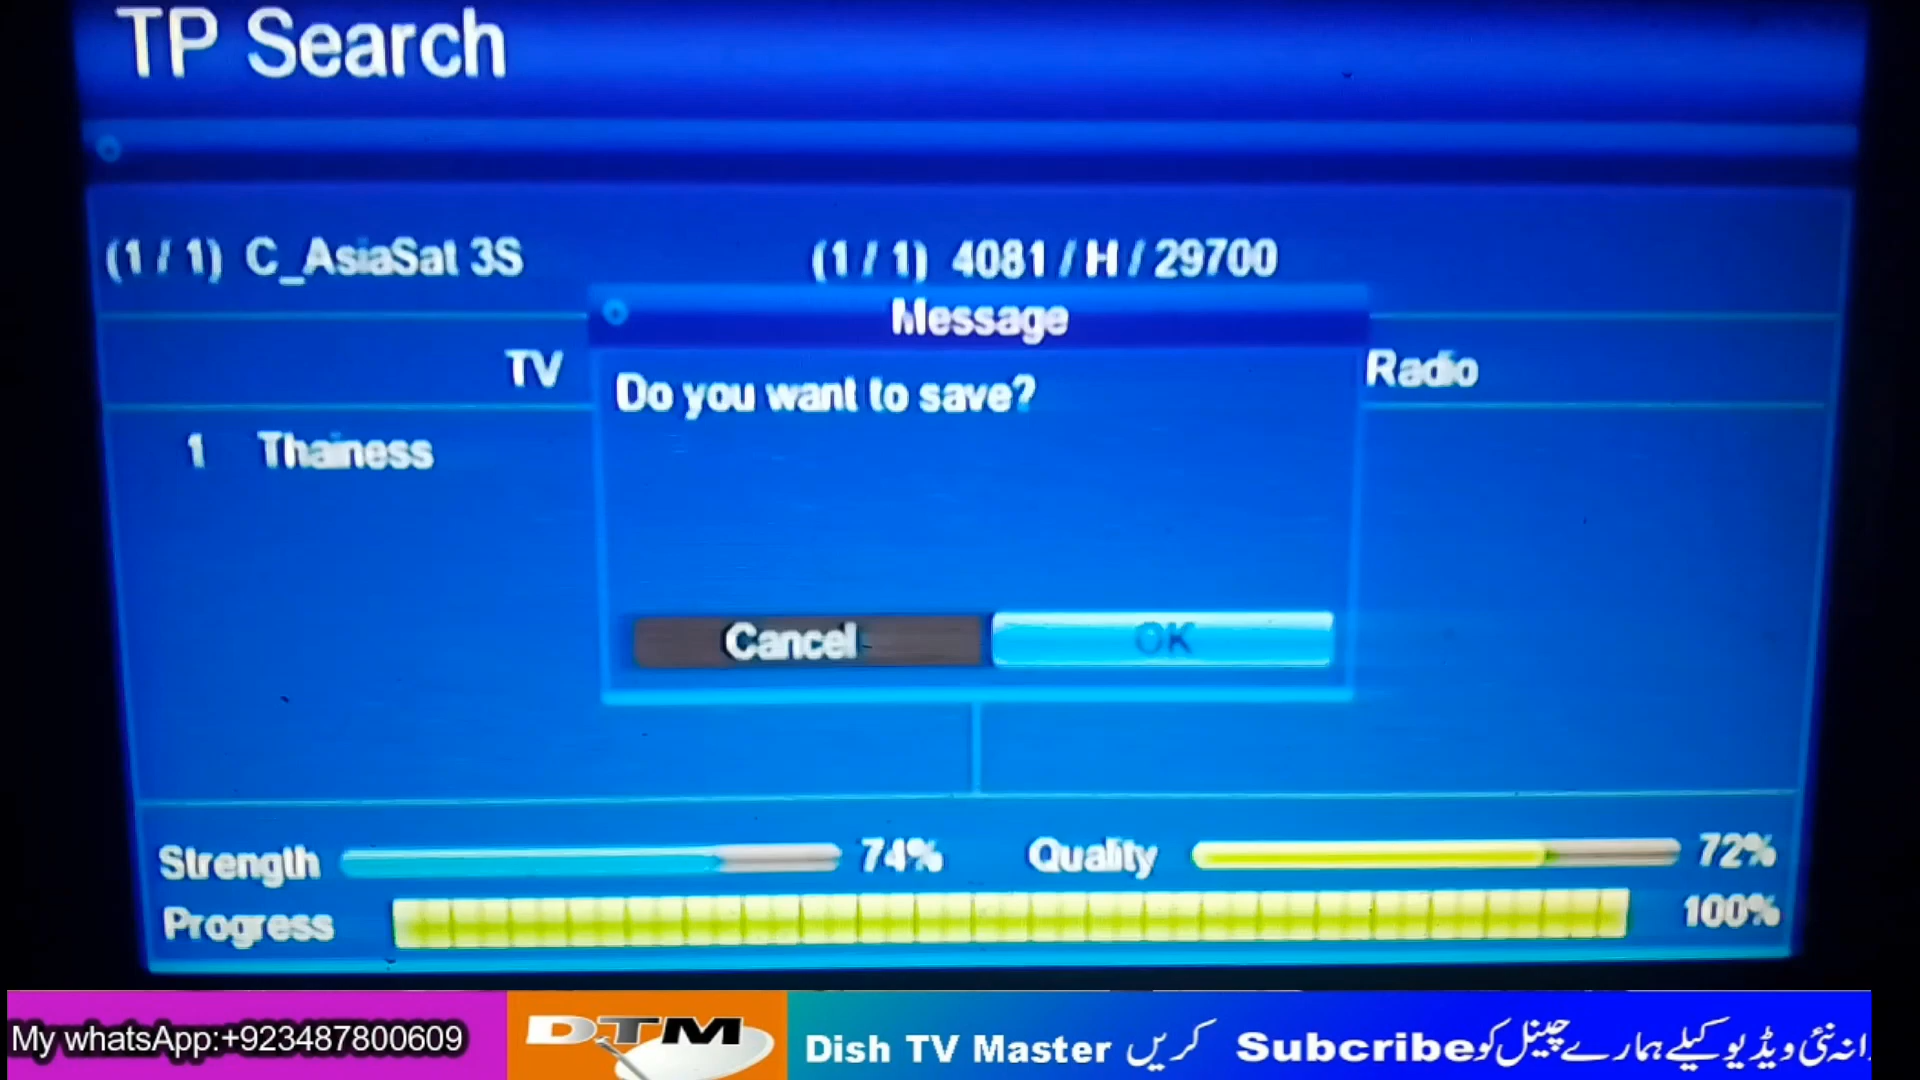 TP Search
(1 / 1) C_AsiaSat 3S (1 / 1) 4081 / H / 29700
Message
TV Radio
Do you want to save?
1 Thainess
Cancel OK
Strength 74% Quality 72%
Progress 100%
My whatsApp:+923487800609 DTM Dish TV Master کریں Subcribe نئی ویڈیو کیلے ہمارے چینل کو